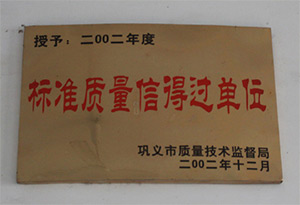 授予：二00二年度
标准质量信得过单位
巩义市质量技术监督局
二00二年十二月